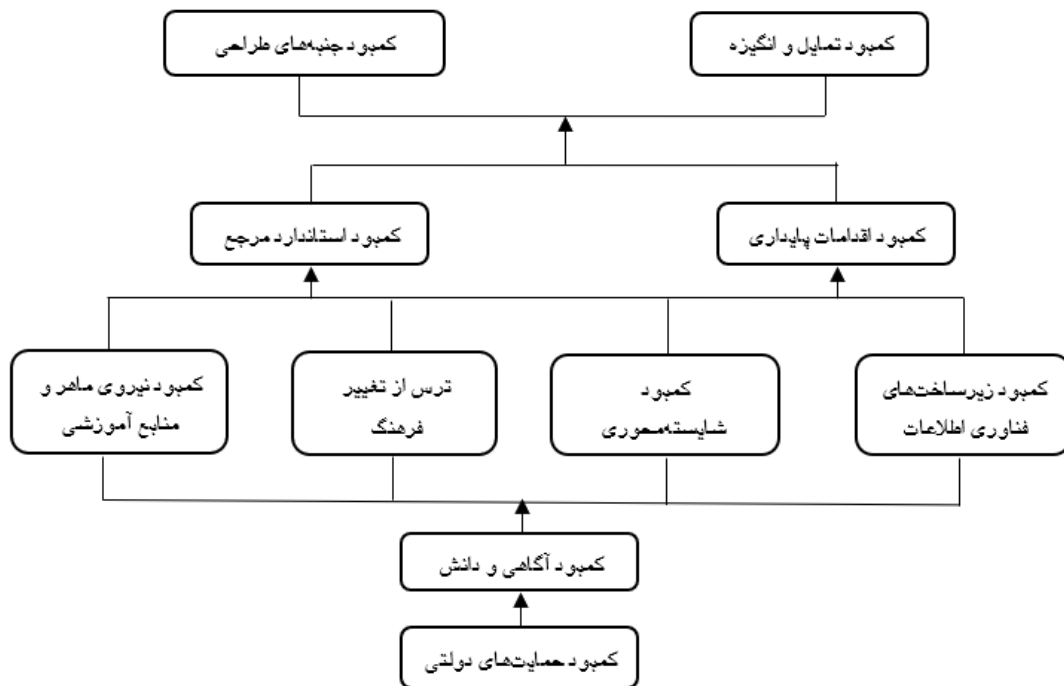 کمبود تمایل و انگیزه
کمبود جنبه‌های طراحی
کمبود اقدامات پایداری
کمبود استاندارد مرجع
کمبود زیرساخت‌های
فناوری اطلاعات
کمبود
شایسته‌محوری
ترس از تغییر
فرهنگ
کمبود نیروی ماهر و
منابع آموزشی
کمبود آگاهی و دانش
کمبود حمایت‌های دولتی